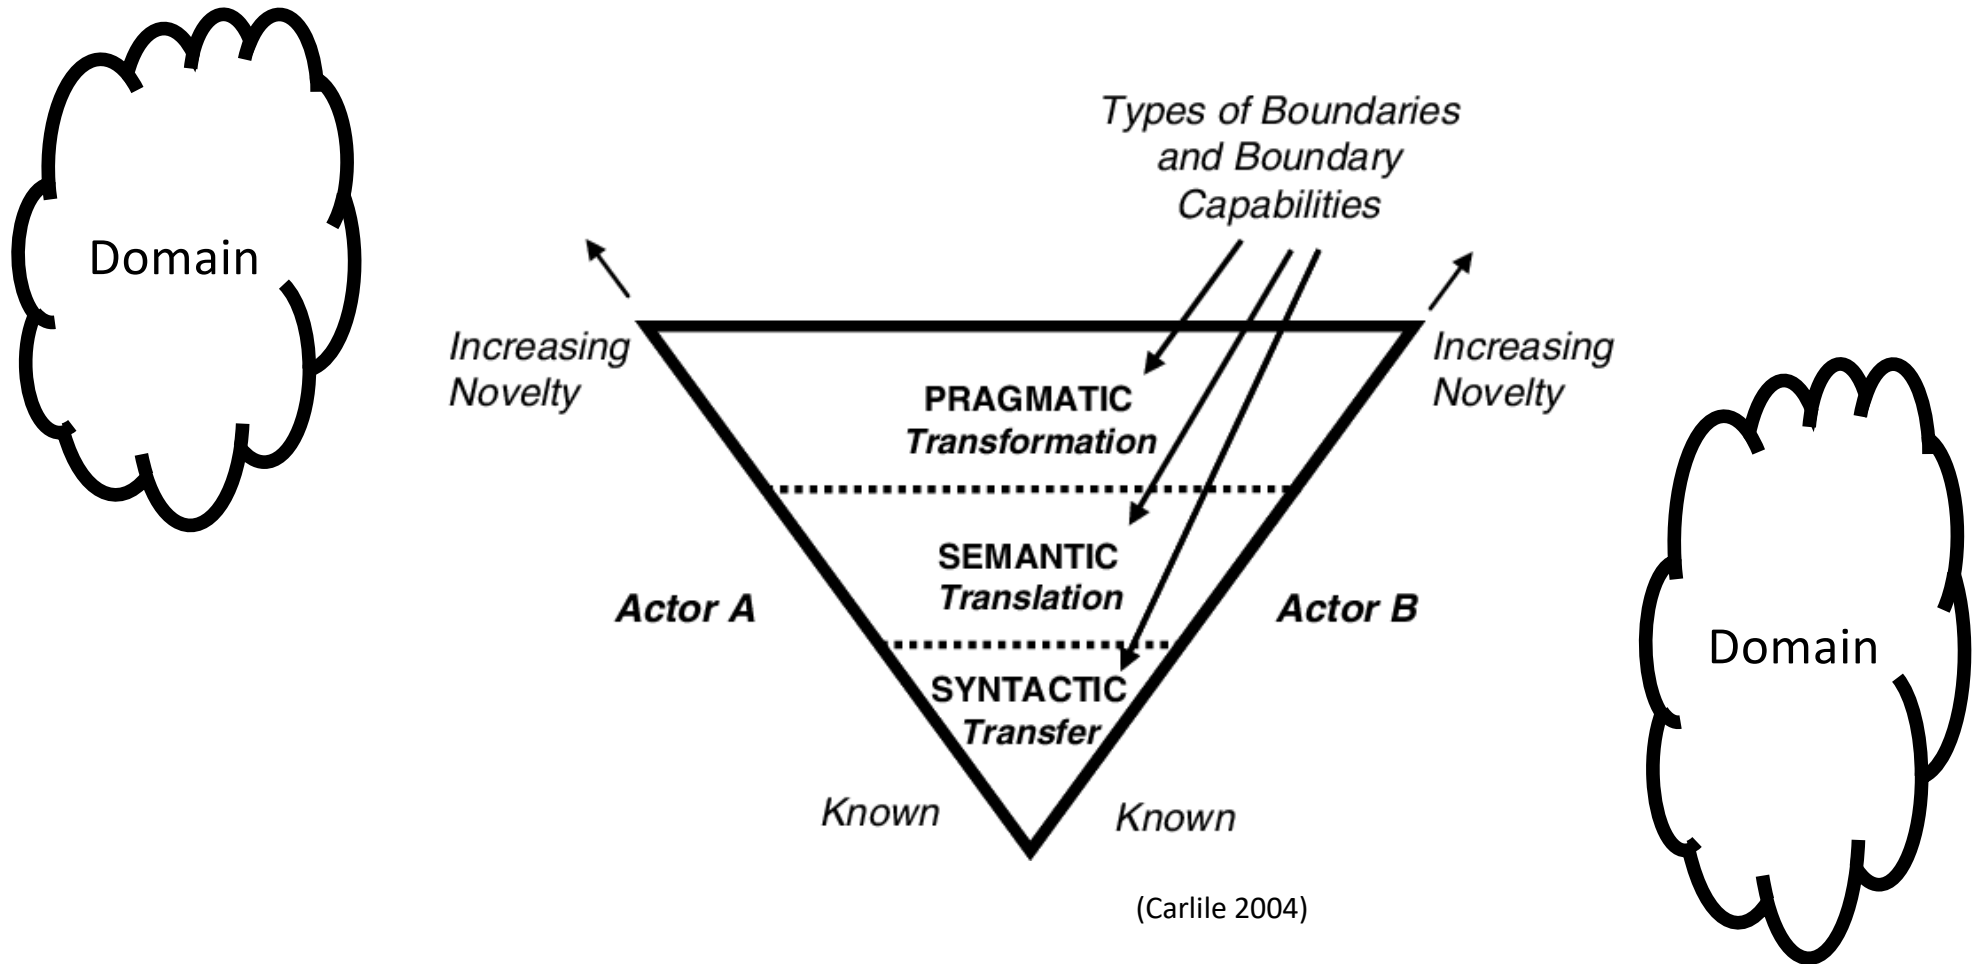 Types of Boundaries
and Boundary
Capabilities
Domain
Increasing
Novelty
Increasing
Novelty
PRAGMATIC
Transformation
SEMANTIC
Translation
Actor A
Actor B
Domain
SYNTACTIC
Transfer
Known
Known
(Carlile 2004)